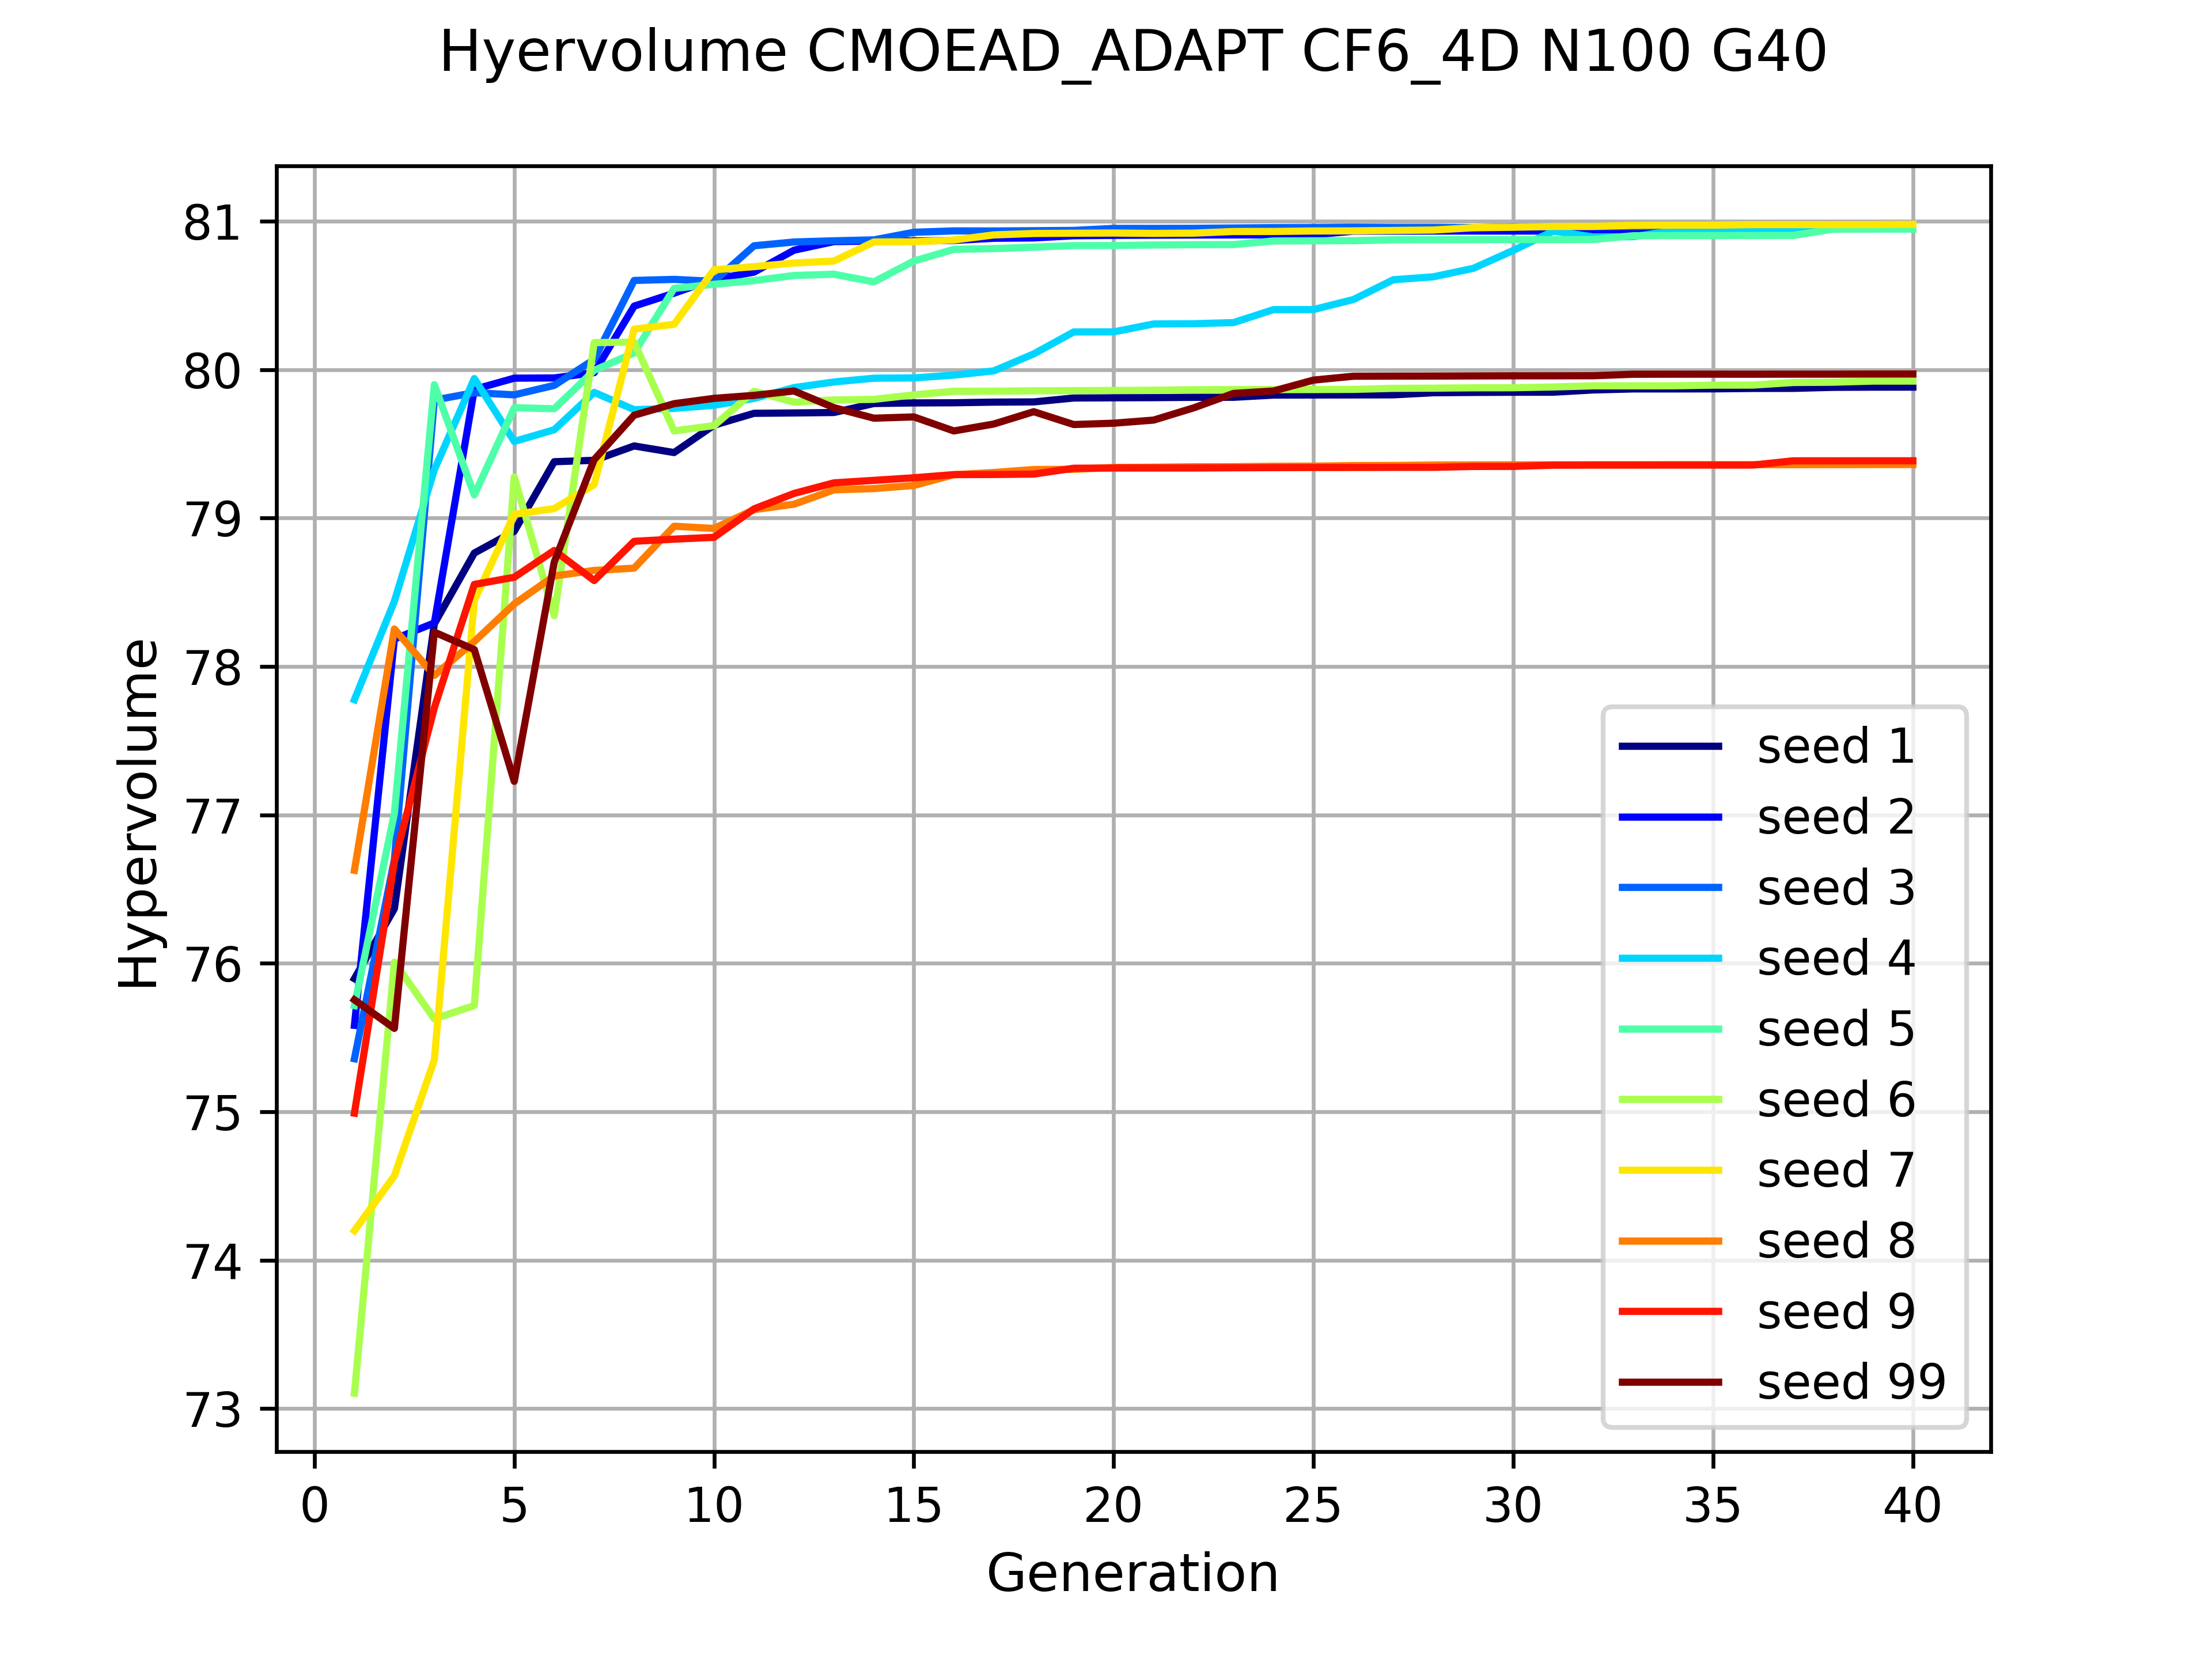 Hyervolume CMOEAD_ADAPT CF6_4D N100 G40
81
80
79
78
77
76
75
74
73
Hypervolume
seed 1
seed 2
seed 3
seed 4
seed 5
seed 6
seed 7
seed 8
seed 9
seed 99
0 5 10 15 20 25 30 35 40
Generation